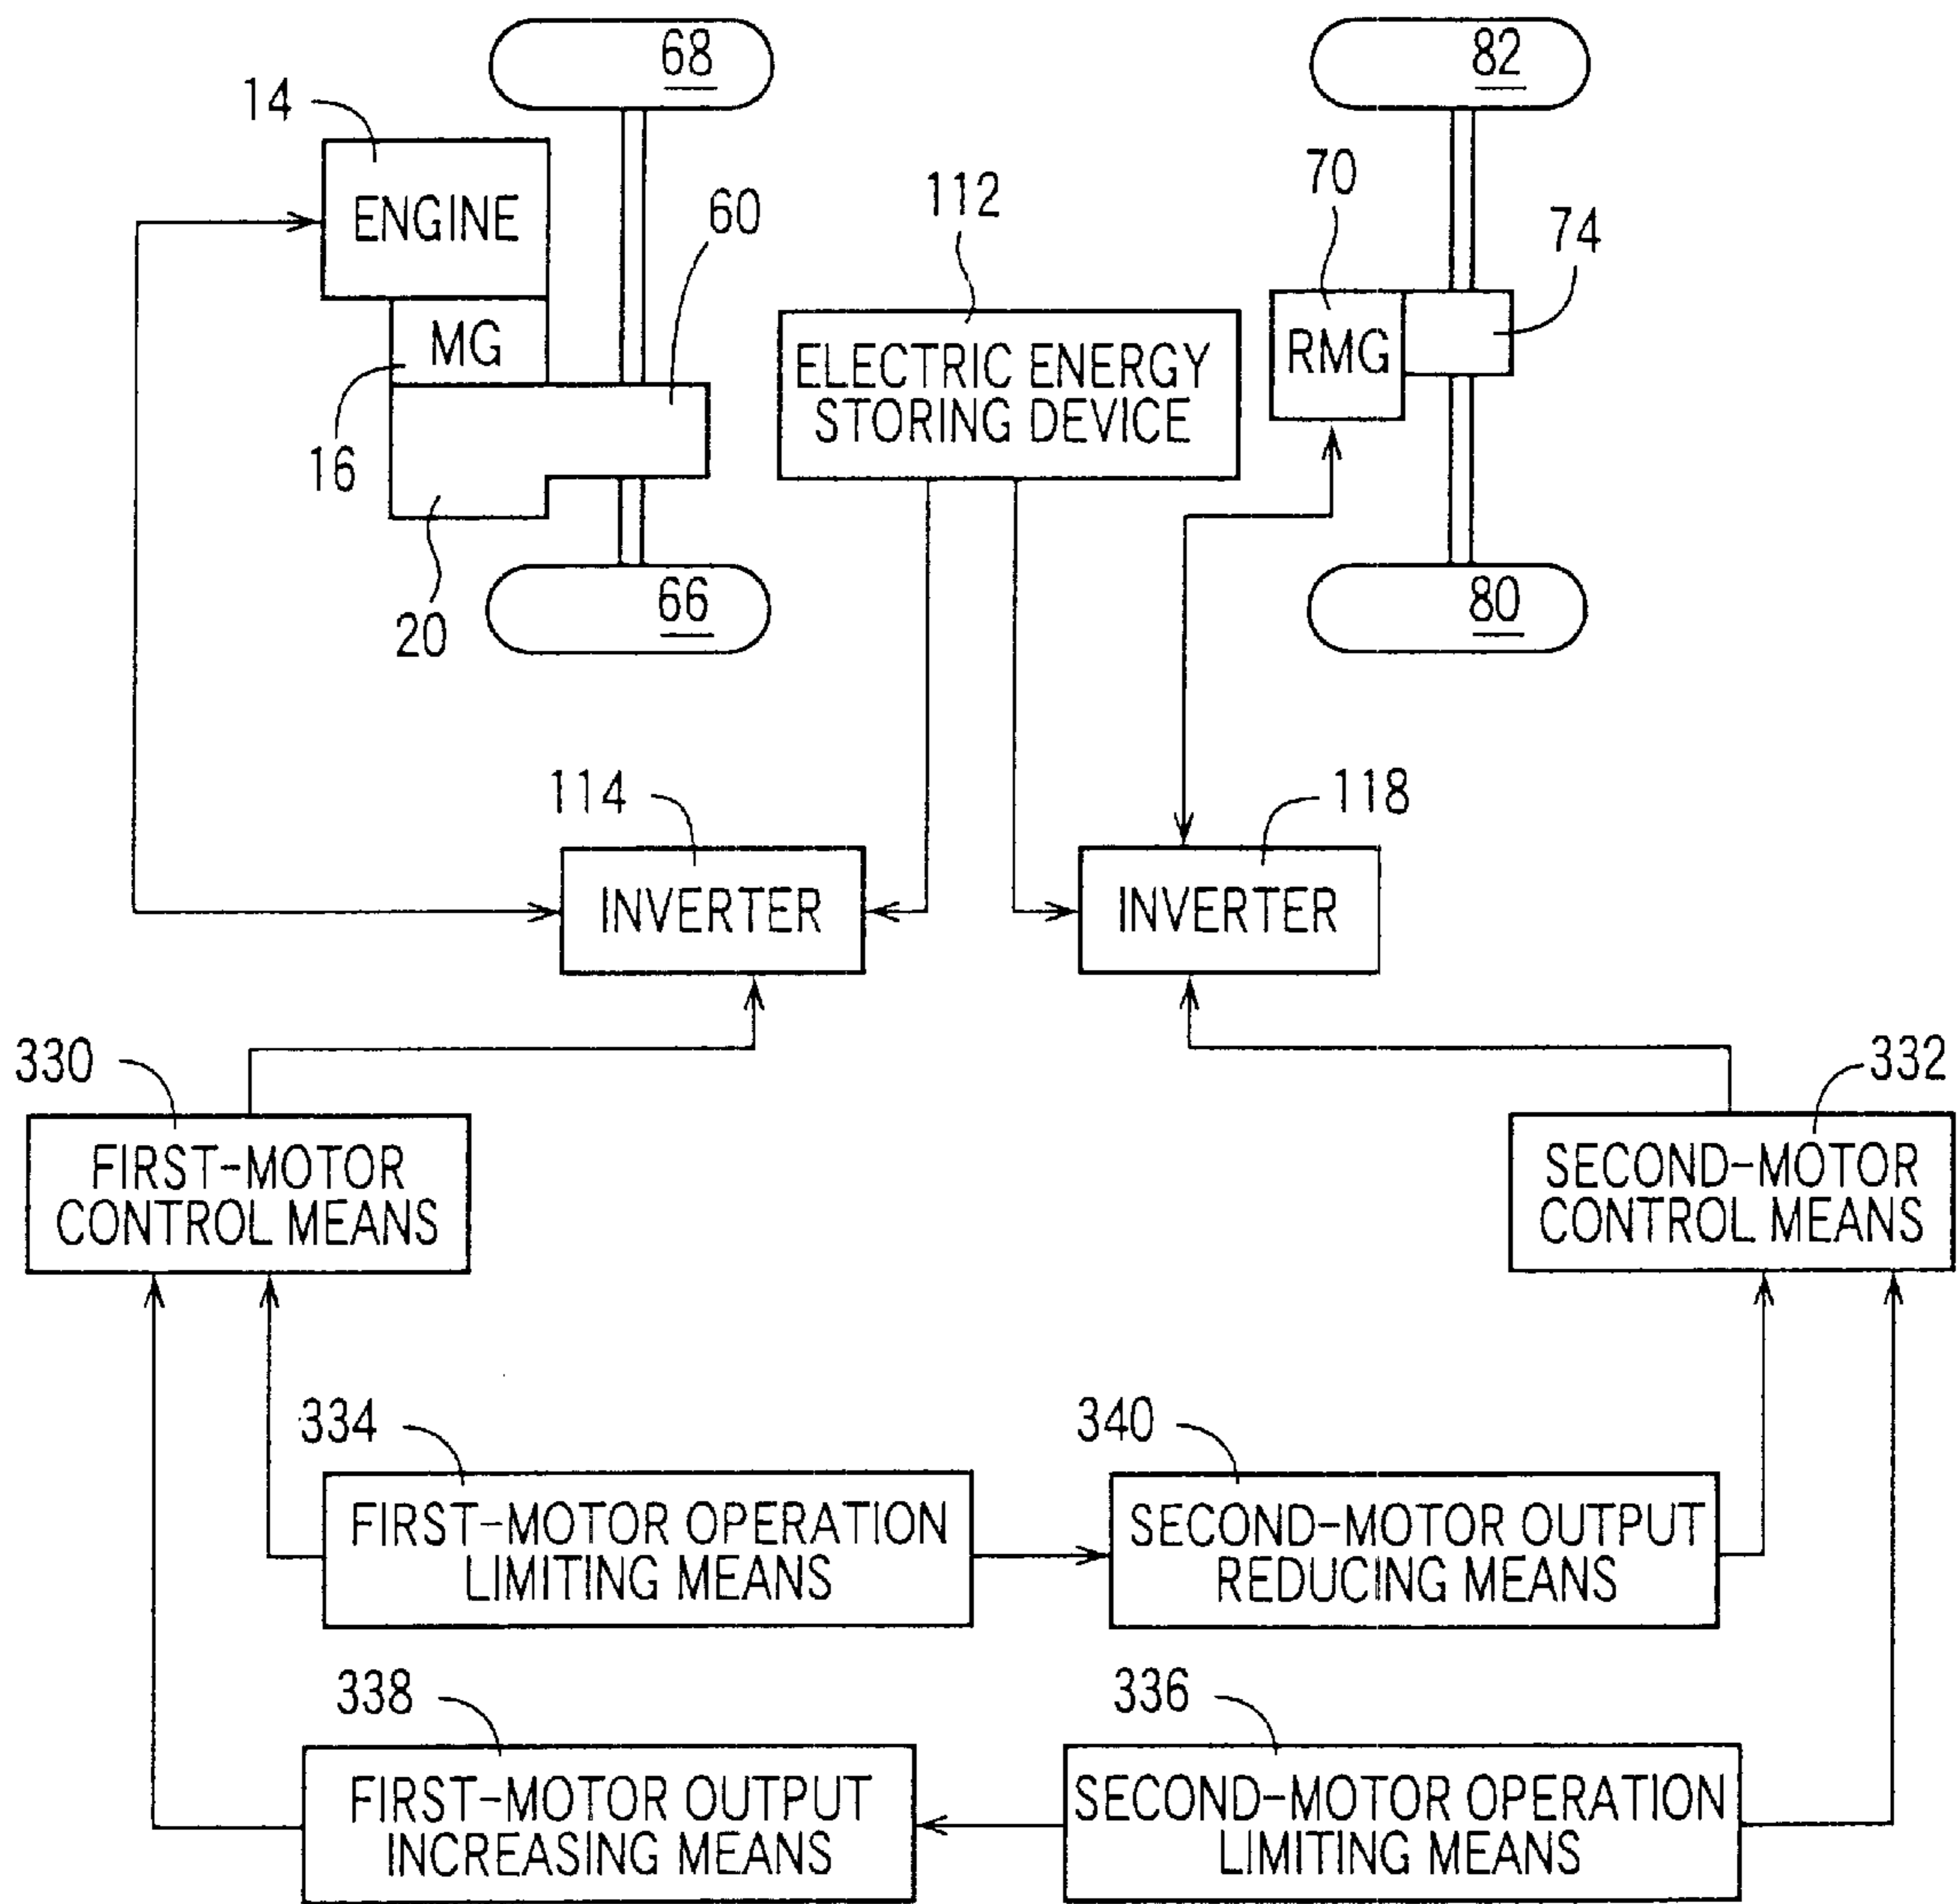 68
82
14
ENGINE
60
112
70
74
MG
RMG
ELECTRIC ENERGY
STORING DEVICE
16
20
66
80
114
118
INVERTER
INVERTER
330
332
FIRST-MOTOR
CONTROL MEANS
SECOND-MOTOR
CONTROL MEANS
334
340
FIRST-MOTOR OPERATION
LIMITING MEANS
SECOND-MOTOR OUTPUT
REDUCING MEANS
338
336
FIRST-MOTOR OUTPUT
INCREASING MEANS
SECOND-MOTOR OPERATION
LIMITING MEANS